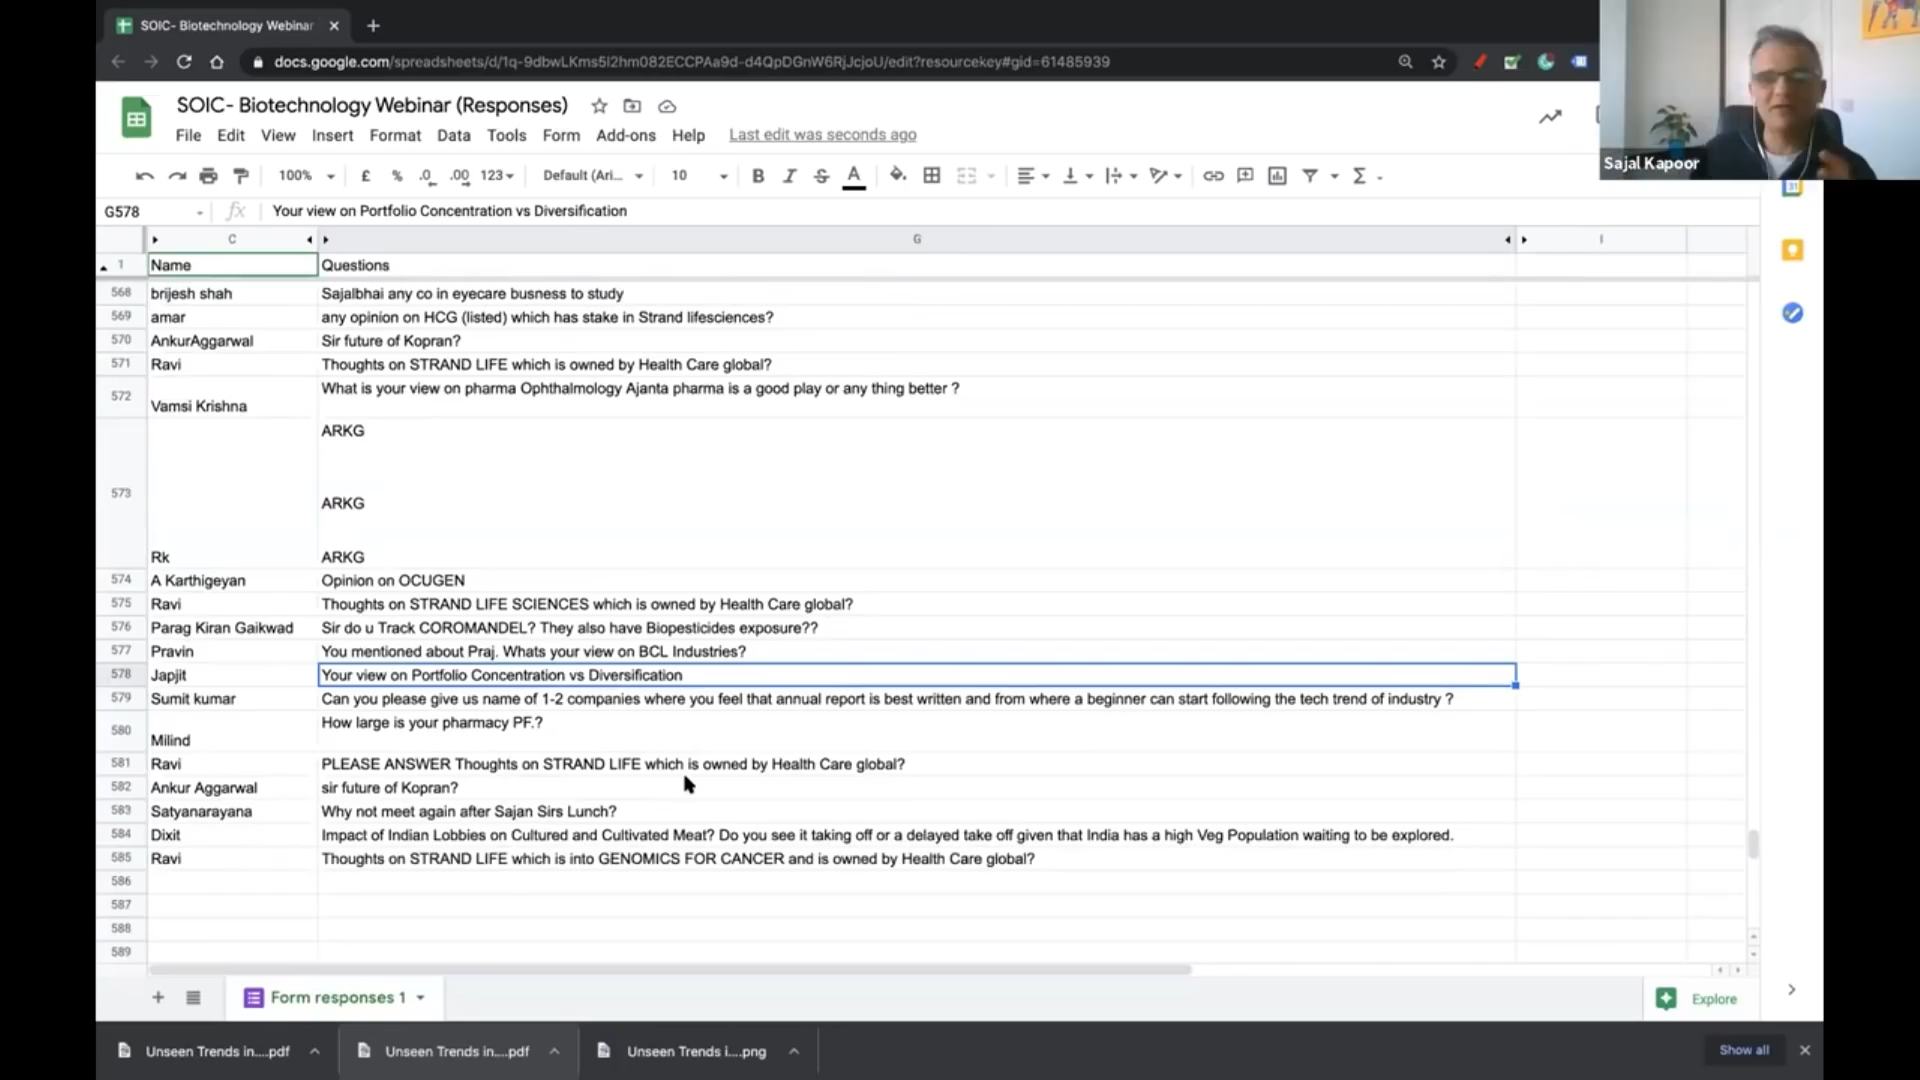 SOIC- Biotechnology Webinar
docs.google.com/spreadsheets/d/1q-9dbwLKms5I2hm082ECCPAa9d-d4QpDGnW6RjJcjoU/edit?resourcekey#gid=61485939
SOIC- Biotechnology Webinar (Responses)
File Edit View Insert Format Data Tools Form Add-ons Help Last edit was seconds ago
Sajal Kapoor
100% £ % .0 .00 123 Default (Ari... 10 B I S A Σ
31
G578 fx Your view on Portfolio Concentration vs Diversification
C G I
1 Name Questions
568 brijesh shah Sajalbhai any co in eyecare busness to study
569 amar any opinion on HCG (listed) which has stake in Strand lifesciences?
570 AnkurAggarwal Sir future of Kopran?
571 Ravi Thoughts on STRAND LIFE which is owned by Health Care global?
572 Vamsi Krishna What is your view on pharma Ophthalmology Ajanta pharma is a good play or any thing better ?
ARKG
573 ARKG
Rk ARKG
574 A Karthigeyan Opinion on OCUGEN
575 Ravi Thoughts on STRAND LIFE SCIENCES which is owned by Health Care global?
576 Parag Kiran Gaikwad Sir do u Track COROMANDEL? They also have Biopesticides exposure??
577 Pravin You mentioned about Praj. Whats your view on BCL Industries?
578 Japjit Your view on Portfolio Concentration vs Diversification
579 Sumit kumar Can you please give us name of 1-2 companies where you feel that annual report is best written and from where a beginner can start following the tech trend of industry ?
580 Milind How large is your pharmacy PF.?
581 Ravi PLEASE ANSWER Thoughts on STRAND LIFE which is owned by Health Care global?
582 Ankur Aggarwal sir future of Kopran?
583 Satyanarayana Why not meet again after Sajan Sirs Lunch?
584 Dixit Impact of Indian Lobbies on Cultured and Cultivated Meat? Do you see it taking off or a delayed take off given that India has a high Veg Population waiting to be explored.
585 Ravi Thoughts on STRAND LIFE which is into GENOMICS FOR CANCER and is owned by Health Care global?
586
587
588
589
Form responses 1 Explore
Unseen Trends in....pdf Unseen Trends in....pdf Unseen Trends i....png Show all